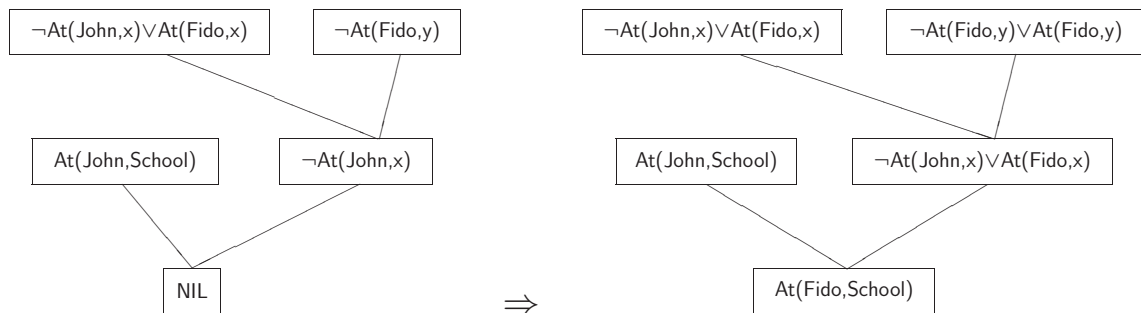 ¬At(John,x)∨At(Fido,x) ¬At(Fido,y) ¬At(John,x)∨At(Fido,x) ¬At(Fido,y)∨At(Fido,y)
At(John,School) ¬At(John,x) At(John,School) ¬At(John,x)∨At(Fido,x)
NIL ⇒ At(Fido,School)